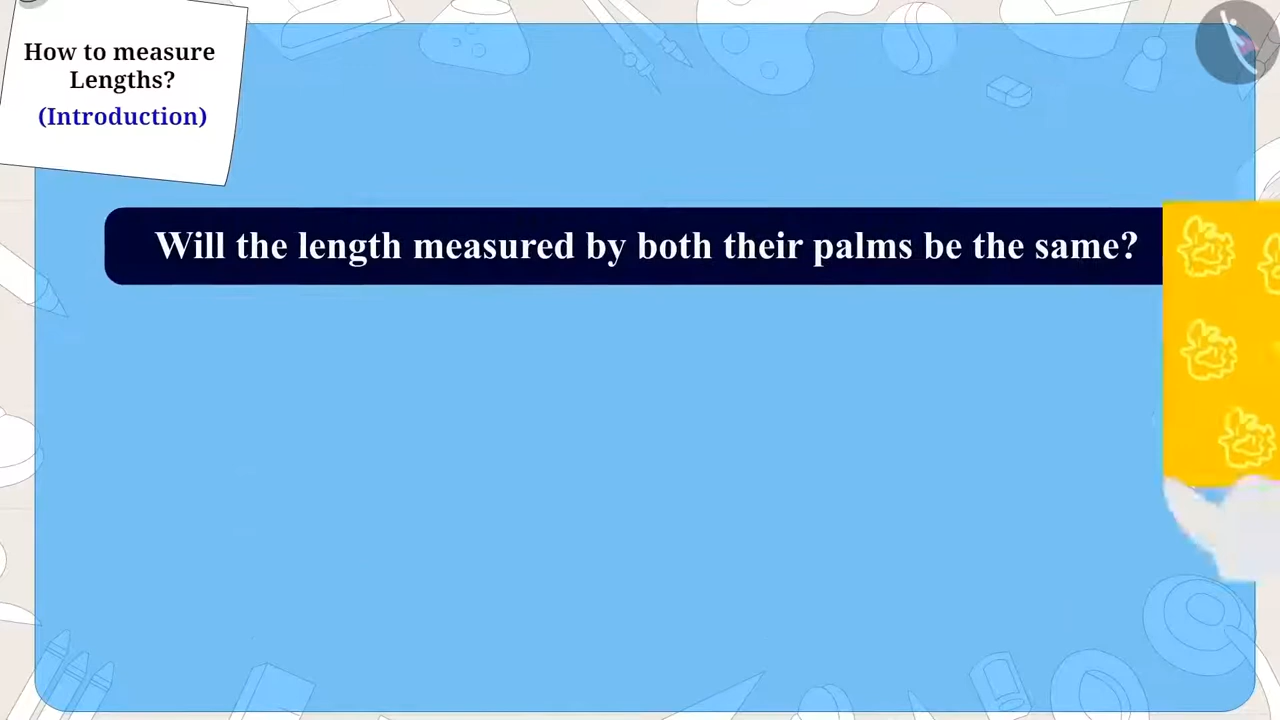 How to measure
Lengths?
(Introduction)
Will the length measured by both their palms be the same?